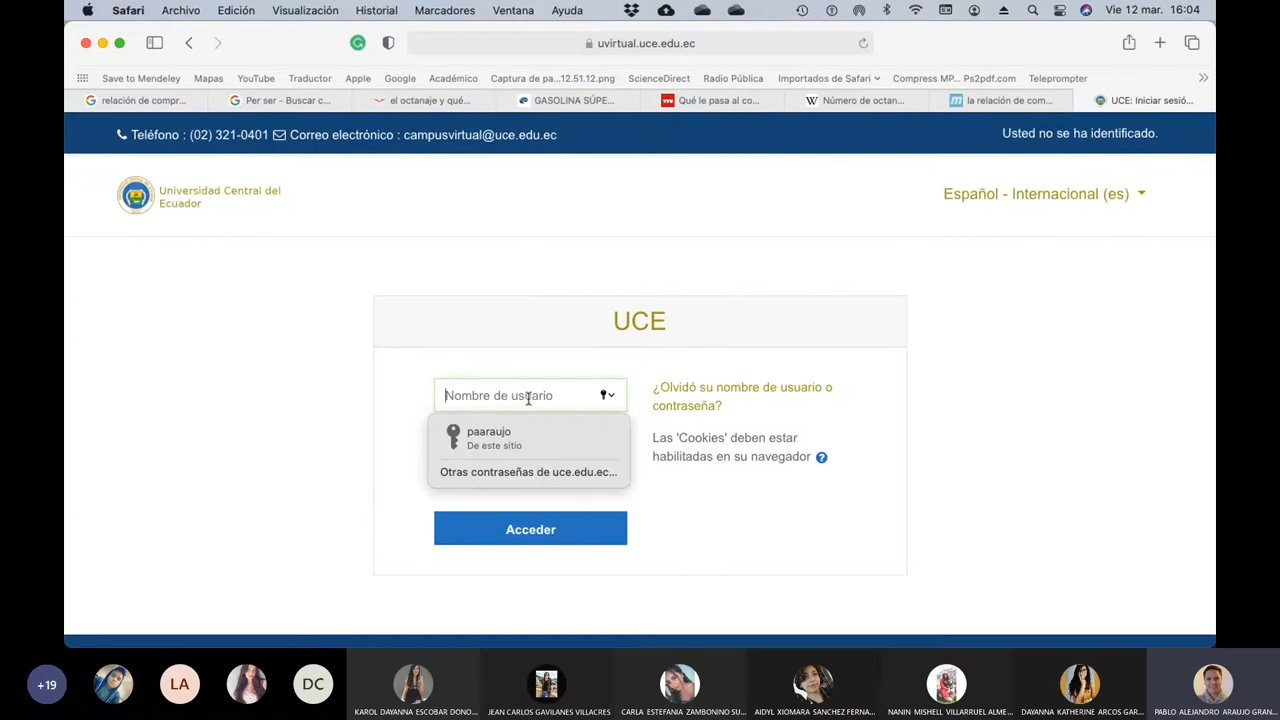 Safari Archivo Edición Visualización Historial Marcadores Ventana Ayuda Vie 12 mar. 16:04
uvirtual.uce.edu.ec
Save to Mendeley Mapas YouTube Traductor Apple Google Académico Captura de pa...12.51.12.png ScienceDirect Radio Pública Importados de Safari Compress MP... Ps2pdf.com Teleprompter
relación de compr... Per ser - Buscar c... el octanaje y qué... GASOLINA SÚPE... Qué le pasa al co... Número de octan... la relación de com... UCE: Iniciar sesió...
Teléfono : (02) 321-0401 Correo electrónico : campusvirtual@uce.edu.ec Usted no se ha identificado.
Universidad Central del
Ecuador
Español - Internacional (es)
UCE
Nombre de usuario
¿Olvidó su nombre de usuario o
contraseña?
paaraujo
De este sitio
Las 'Cookies' deben estar
habilitadas en su navegador ?
Otras contraseñas de uce.edu.ec...
Acceder
+19 LA DC
KAROL DAYANNA ESCOBAR DONO... JEAN CARLOS GAVILANES VILLACRES CARLA ESTEFANIA ZAMBONINO SU... AIDYL XIOMARA SANCHEZ FERNA... NANIN MISHELL VILLARRUEL ALME... DAYANNA KATHERINE ARCOS GAR... PABLO ALEJANDRO ARAUJO GRAN...